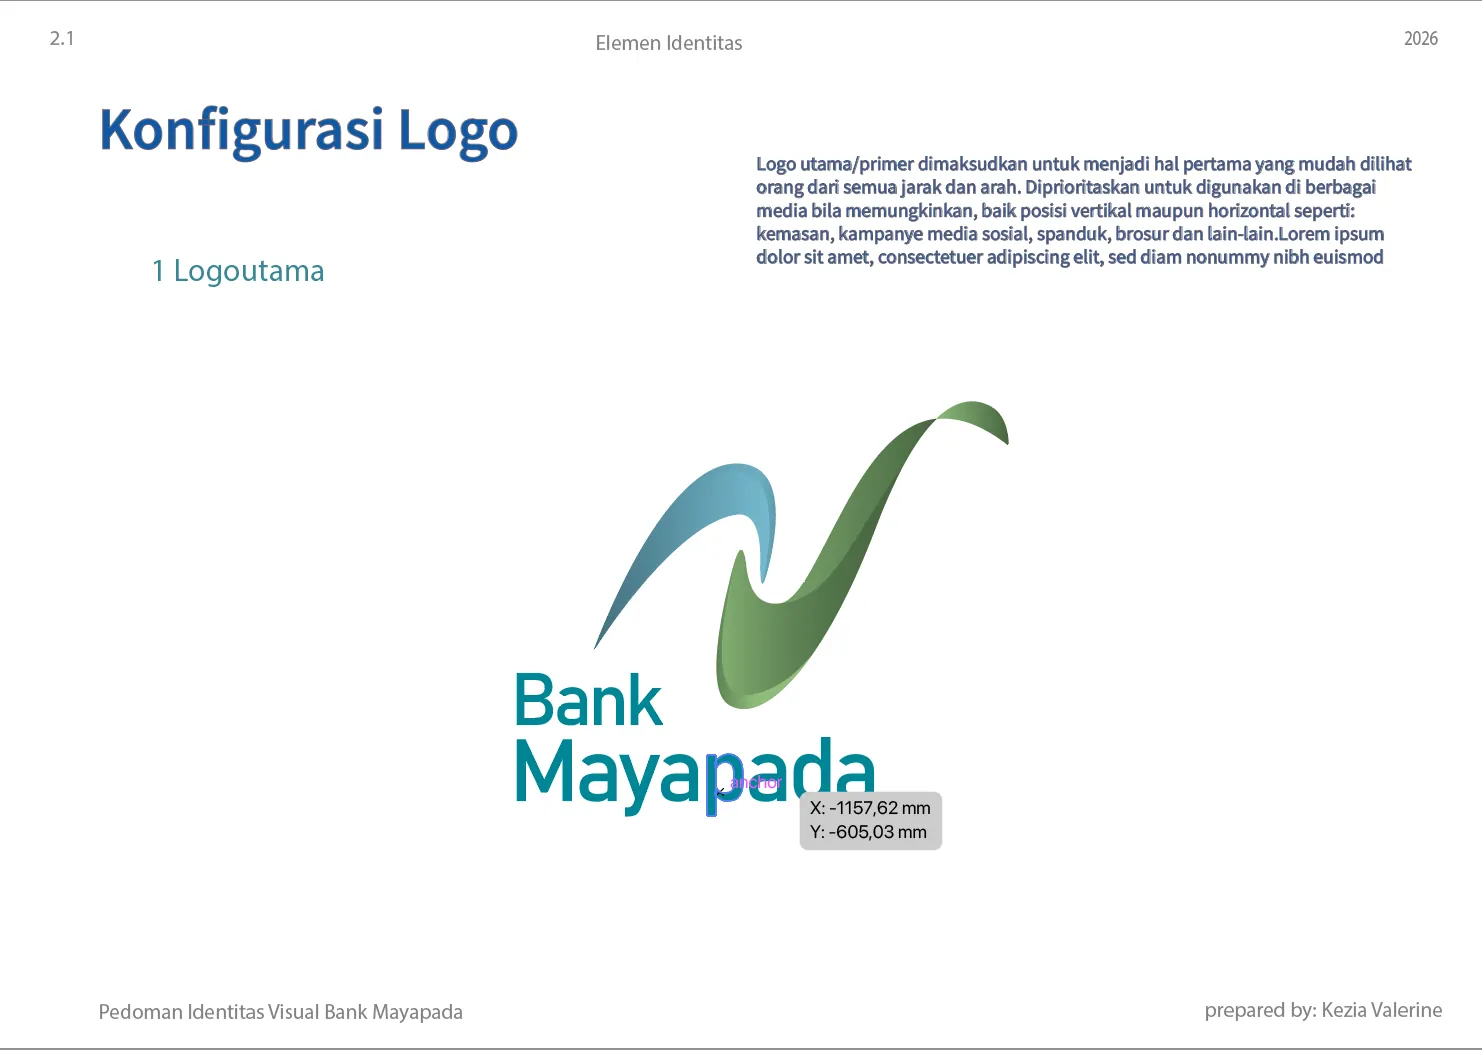 2.1
Elemen Identitas
2026
Konfigurasi Logo
Logo utama/primer dimaksudkan untuk menjadi hal pertama yang mudah dilihat
orang dari semua jarak dan arah. Diprioritaskan untuk digunakan di berbagai
media bila memungkinkan, baik posisi vertikal maupun horizontal seperti:
kemasan, kampanye media sosial, spanduk, brosur dan lain-lain.Lorem ipsum
dolor sit amet, consectetuer adipiscing elit, sed diam nonummy nibh euismod
1 Logoutama
Bank
Mayapada
anchor
X: -1157,62 mm
Y: -605,03 mm
Pedoman Identitas Visual Bank Mayapada
prepared by: Kezia Valerine